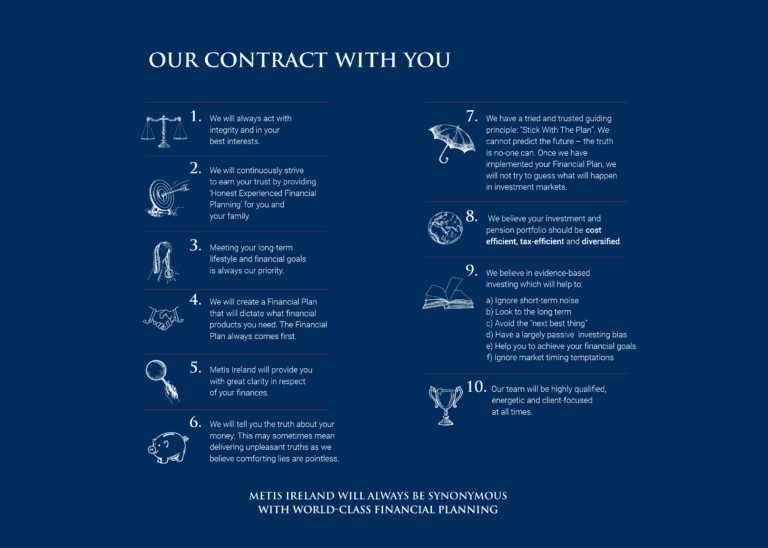 OUR CONTRACT WITH YOU
1. We will always act with
integrity and in your
best interests.
2. We will continuously strive
to earn your trust by providing
'Honest Experienced Financial
Planning' for you and
your family.
3. Meeting your long-term
lifestyle and financial goals
is always our priority.
4. We will create a Financial Plan
that will dictate what financial
products you need. The Financial
Plan always comes first.
5. Metis Ireland will provide you
with great clarity in respect
of your finances.
6. We will tell you the truth about your
money. This may sometimes mean
delivering unpleasant truths as we
believe comforting lies are pointless.
7. We have a tried and trusted guiding
principle: "Stick With The Plan". We
cannot predict the future – the truth
is no-one can. Once we have
implemented your Financial Plan, we
will not try to guess what will happen
in investment markets.
8. We believe your investment and
pension portfolio should be cost
efficient, tax-efficient and diversified.
9. We believe in evidence-based
investing which will help to:
a) Ignore short-term noise
b) Look to the long term
c) Avoid the "next best thing"
d) Have a largely passive investing bias
e) Help you to achieve your financial goals
f) Ignore market timing temptations
10. Our team will be highly qualified,
energetic and client-focused
at all times.
METIS IRELAND WILL ALWAYS BE SYNONYMOUS
WITH WORLD-CLASS FINANCIAL PLANNING